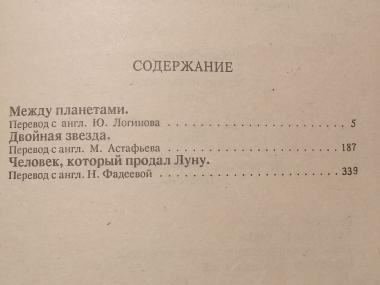 СОДЕРЖАНИЕ
Между планетами.
Перевод с англ. Ю. Логинова . . . . . . . . . . . . . . . . . . 5
Двойная звезда.
Перевод с англ. М. Астафьева . . . . . . . . . . . . . . . . . 187
Человек, который продал Луну.
Перевод с англ. Н. Фадеевой . . . . . . . . . . . . . . . . . . 339